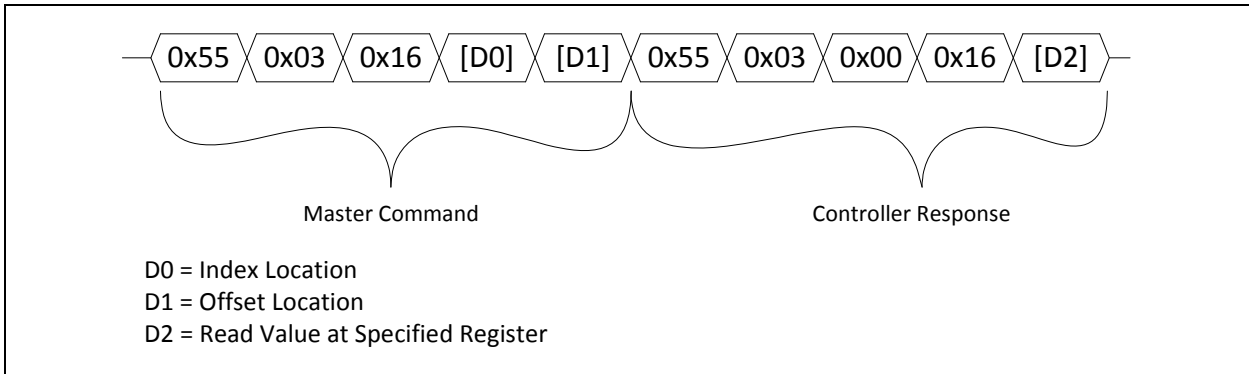 0x55 0x03 0x16 [D0] [D1] 0x55 0x03 0x00 0x16 [D2]
Master Command Controller Response
D0 = Index Location
D1 = Offset Location
D2 = Read Value at Specified Register